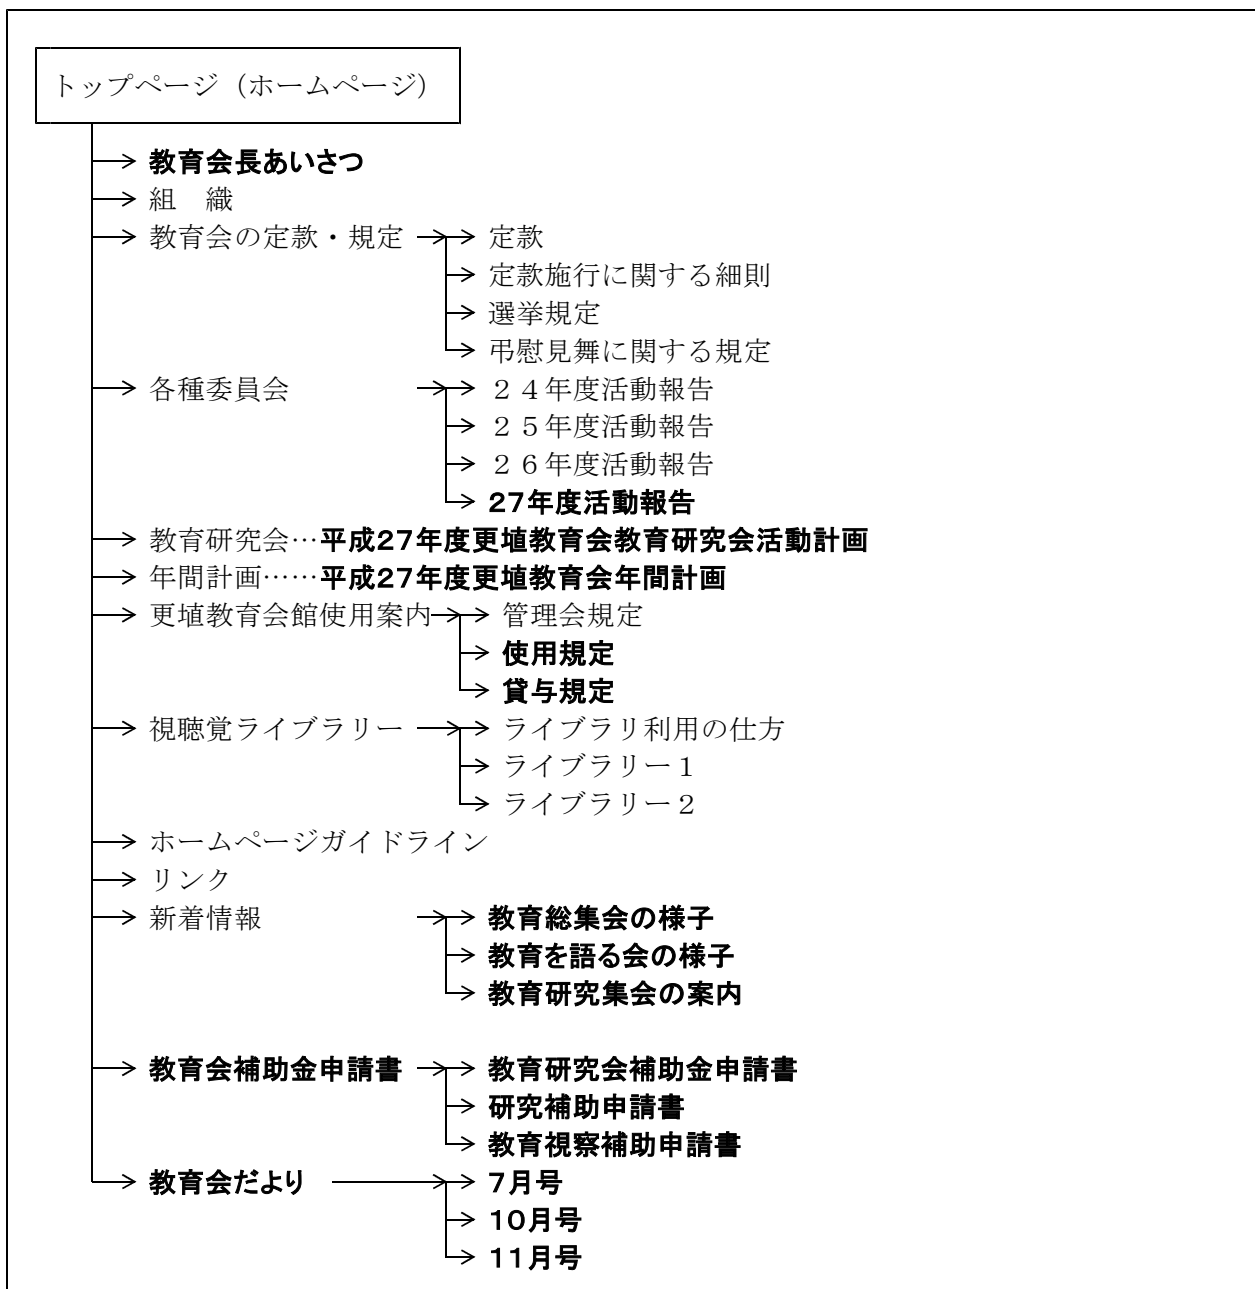 トップページ（ホームページ）
教育会長あいさつ
組　織
教育会の定款・規定 定款
定款施行に関する細則
選挙規定
弔慰見舞に関する規定
各種委員会 ２４年度活動報告
２５年度活動報告
２６年度活動報告
２７年度活動報告
教育研究会…平成２７年度更埴教育会教育研究会活動計画
年間計画……平成２７年度更埴教育会年間計画
更埴教育会館使用案内 管理会規定
使用規定
貸与規定
視聴覚ライブラリー ライブラリ利用の仕方
ライブラリー１
ライブラリー２
ホームページガイドライン
リンク
新着情報 教育総集会の様子
教育を語る会の様子
教育研究集会の案内
教育会補助金申請書 教育研究会補助金申請書
研究補助申請書
教育視察補助申請書
教育会だより ７月号
１０月号
１１月号